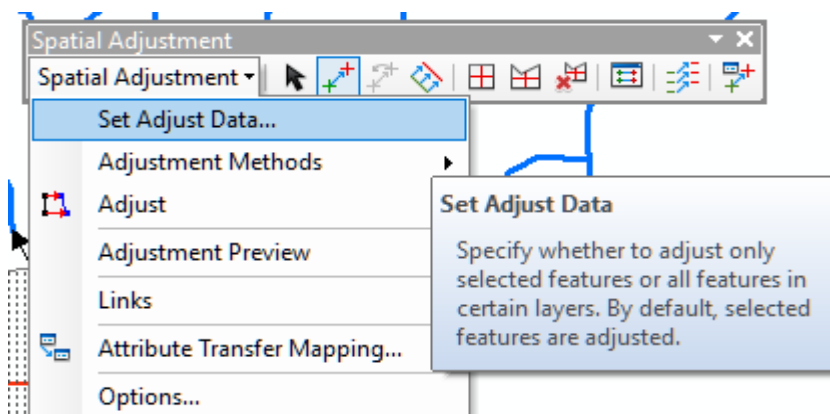 Spatial Adjustment
Spatial Adjustment
Set Adjust Data...
Adjustment Methods
Adjust
Adjustment Preview
Links
Attribute Transfer Mapping...
Options...
Set Adjust Data
Specify whether to adjust only
selected features or all features in
certain layers. By default, selected
features are adjusted.